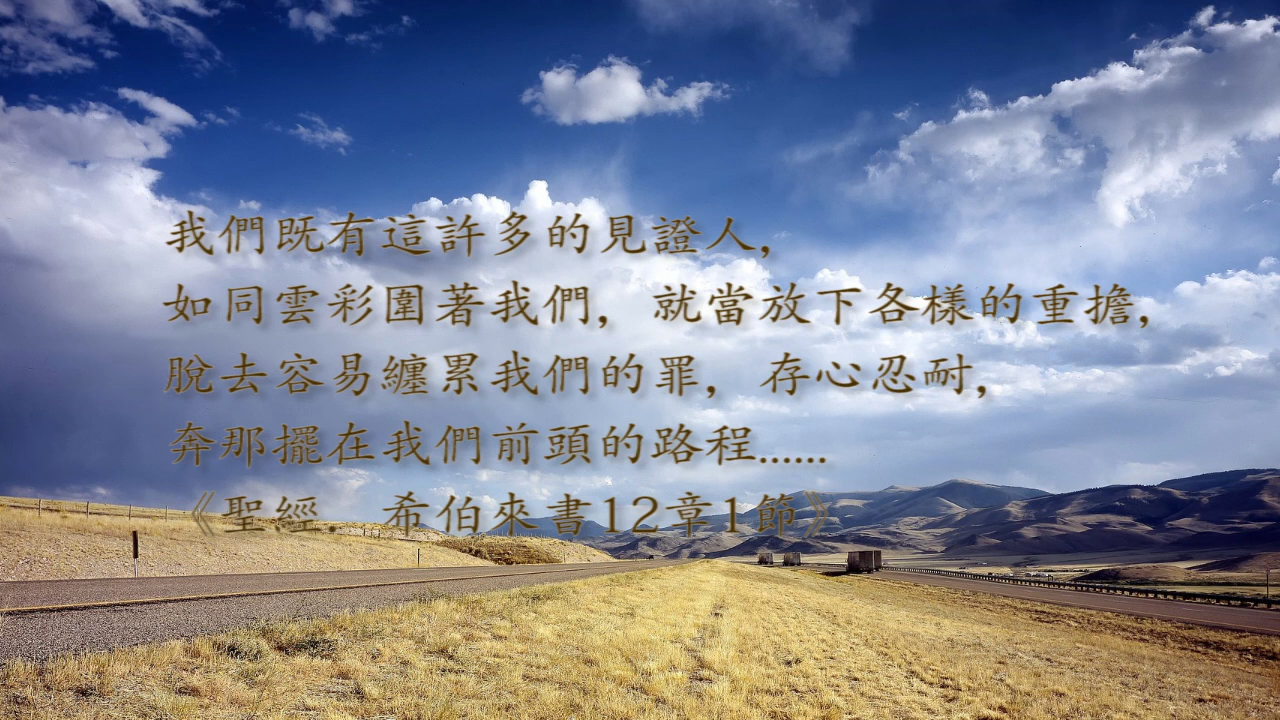 我們既有這許多的見證人，
如同雲彩圍著我們，就當放下各樣的重擔，
脫去容易纏累我們的罪，存心忍耐，
奔那擺在我們前頭的路程......
《聖經　希伯來書12章1節》